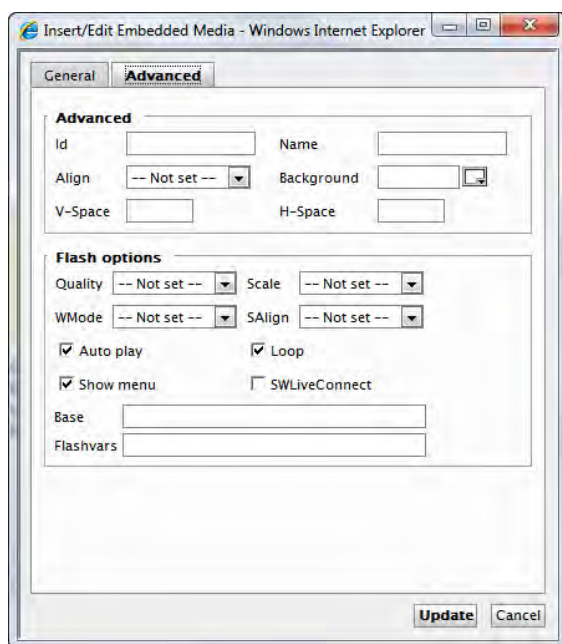 Insert/Edit Embedded Media - Windows Internet Explorer
General Advanced
Advanced
Id Name
Align -- Not set -- Background
V-Space H-Space
Flash options
Quality -- Not set -- Scale -- Not set --
WMode -- Not set -- SAlign -- Not set --
Auto play Loop
Show menu SWLiveConnect
Base
Flashvars
Update Cancel